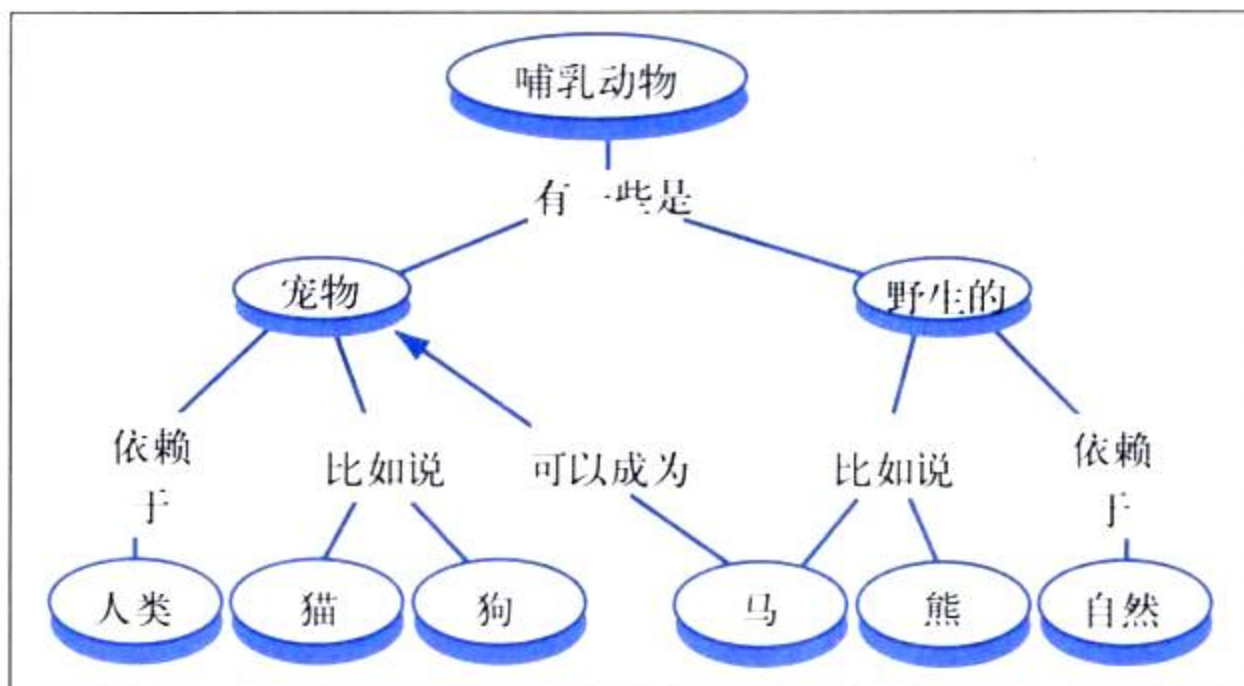 哺乳动物
有一些是
宠物
野生的
依赖
于
比如说
可以成为
比如说
依赖
于
人类
猫
狗
马
熊
自然